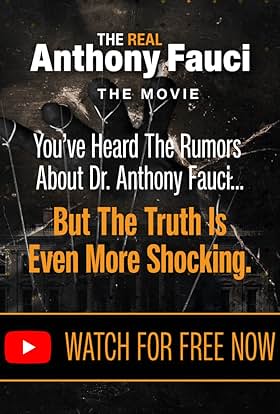 THE REAL
Anthony Fauci
THE MOVIE
You've Heard The Rumors
About Dr. Anthony Fauci...
But The Truth Is
Even More Shocking.
WATCH FOR FREE NOW